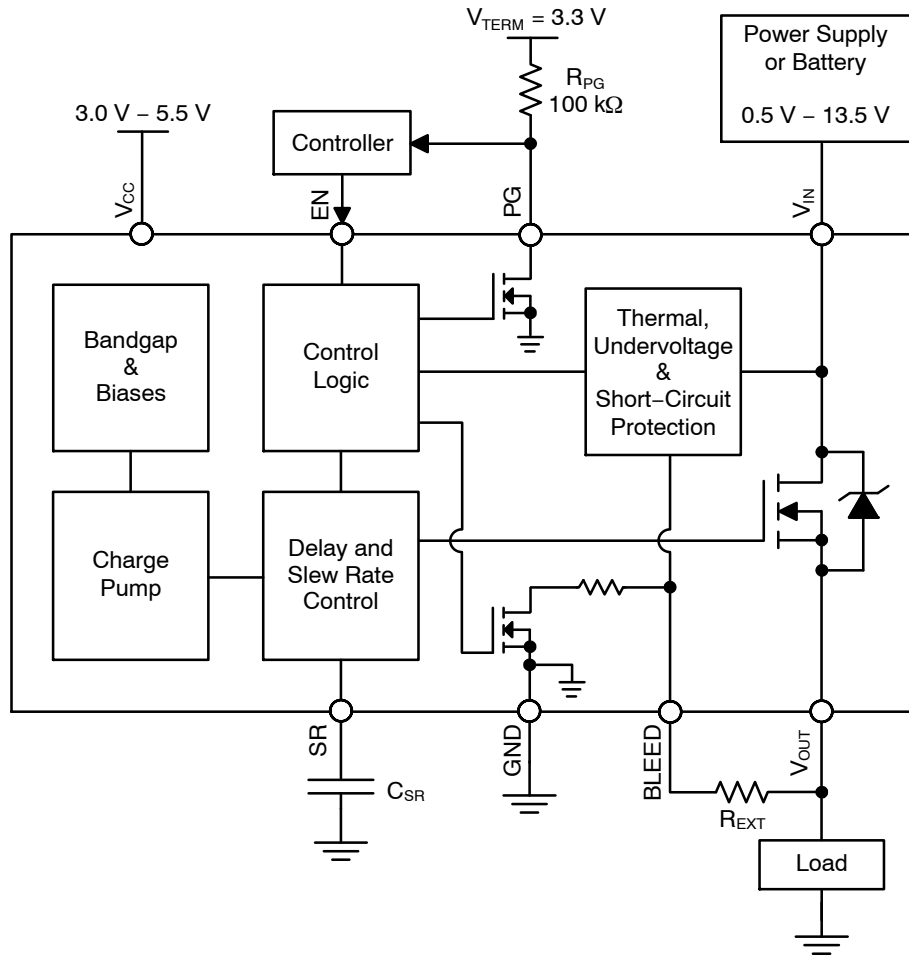 V_TERM = 3.3 V
Power Supply
or Battery
0.5 V – 13.5 V
R_PG
100 kΩ
3.0 V – 5.5 V
Controller
V_CC
EN
PG
V_IN
Bandgap
&
Biases
Control
Logic
Thermal,
Undervoltage
&
Short–Circuit
Protection
Charge
Pump
Delay and
Slew Rate
Control
SR
GND
BLEED
V_OUT
C_SR
R_EXT
Load